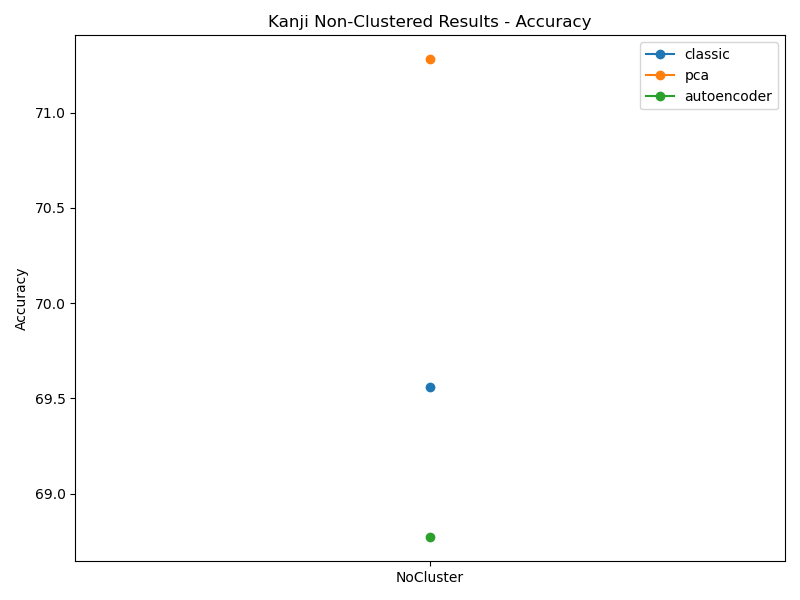 Kanji Non-Clustered Results - Accuracy
classic
pca
autoencoder
71.0
70.5
70.0
69.5
69.0
Accuracy
NoCluster